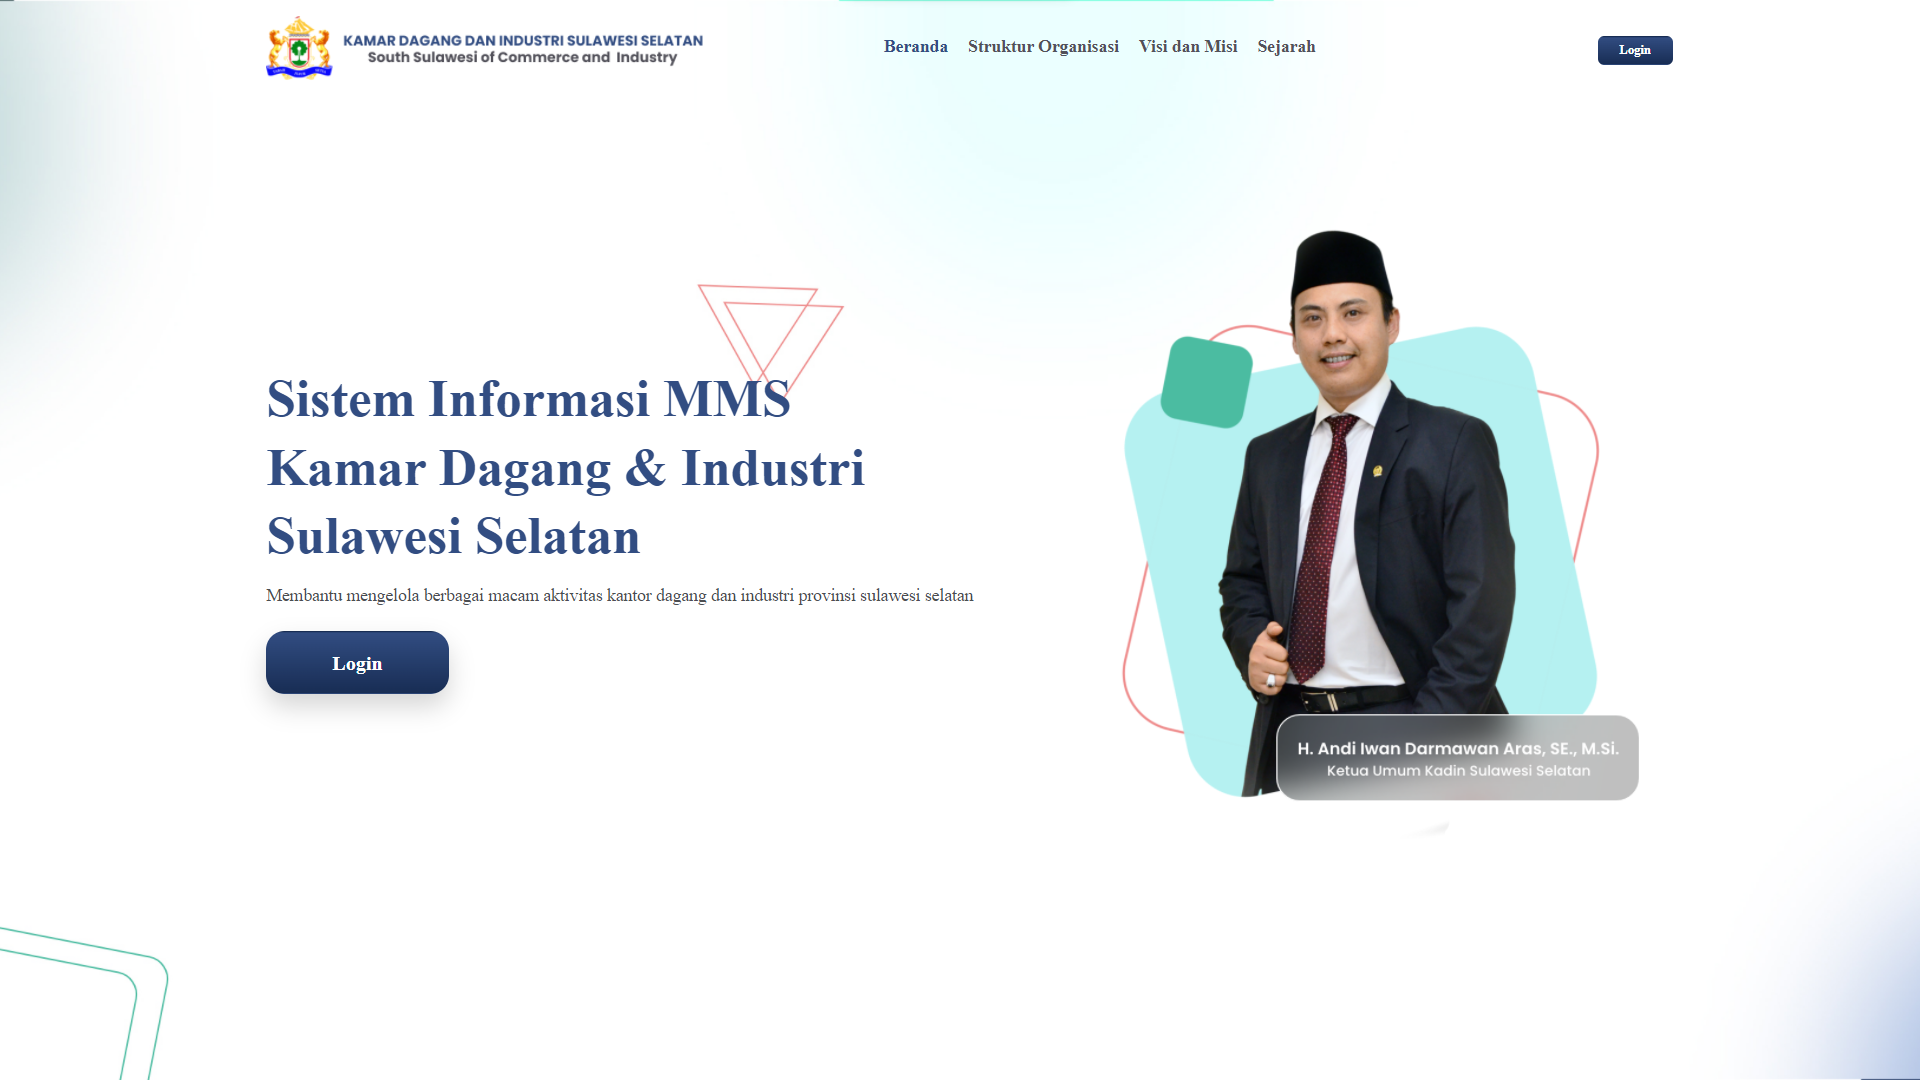 KAMAR DAGANG DAN INDUSTRI SULAWESI SELATAN
South Sulawesi of Commerce and Industry
Beranda
Struktur Organisasi
Visi dan Misi
Sejarah
Login
Sistem Informasi MMS
Kamar Dagang & Industri
Sulawesi Selatan
Membantu mengelola berbagai macam aktivitas kantor dagang dan industri provinsi sulawesi selatan
Login
H. Andi Iwan Darmawan Aras, SE., M.Si.
Ketua Umum Kadin Sulawesi Selatan